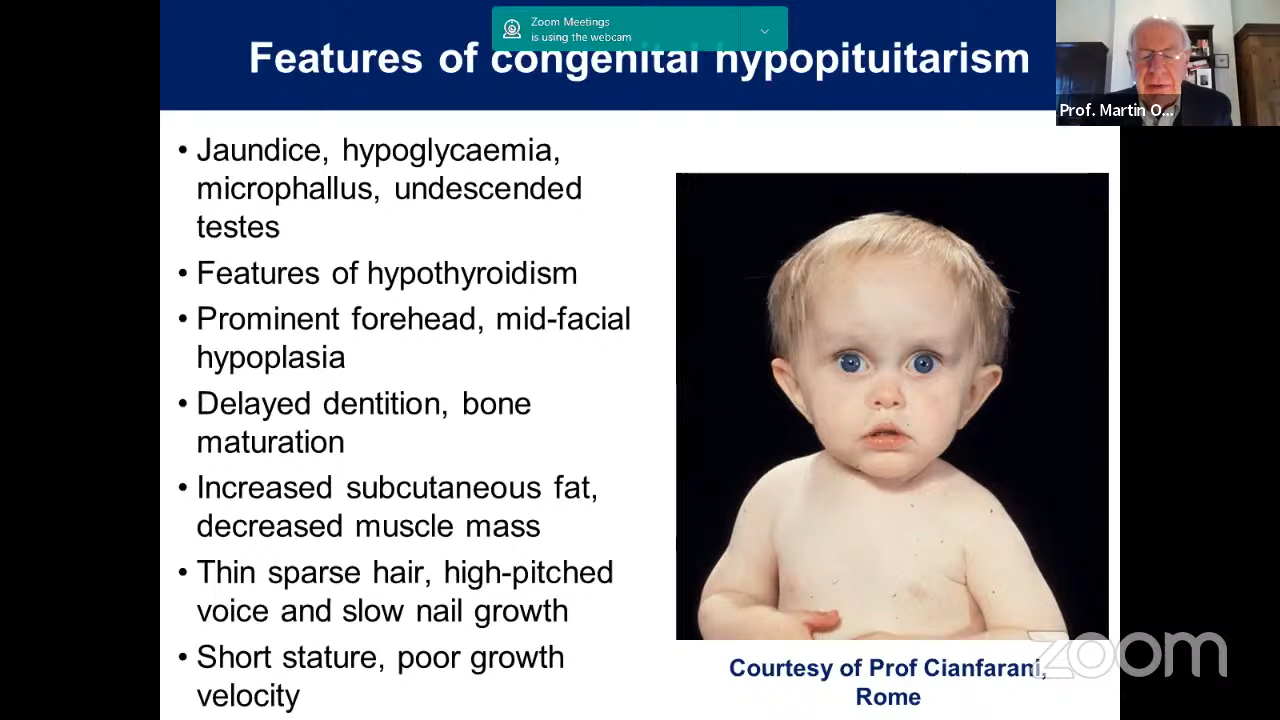 Zoom Meetings
is using the webcam
Features of congenital hypopituitarism
Prof. Martin O...
• Jaundice, hypoglycaemia,
microphallus, undescended
testes
• Features of hypothyroidism
• Prominent forehead, mid-facial
hypoplasia
• Delayed dentition, bone
maturation
• Increased subcutaneous fat,
decreased muscle mass
• Thin sparse hair, high-pitched
voice and slow nail growth
• Short stature, poor growth
velocity
Courtesy of Prof Cianfarani,
Rome
zoom